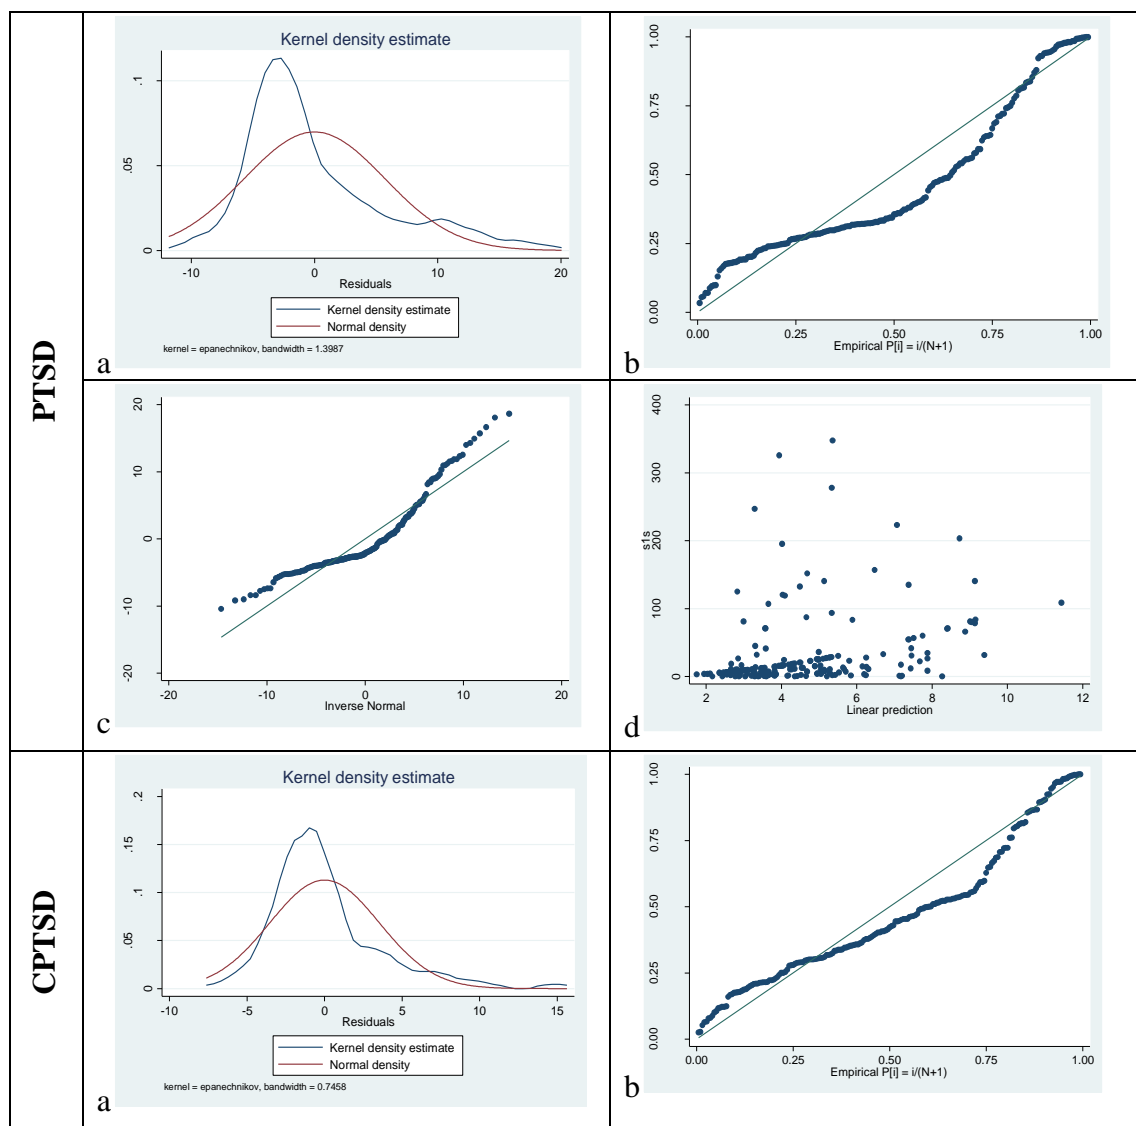 PTSD
Kernel density estimate
.1
.05
0
-10 0 10 20
Residuals
Kernel density estimate
Normal density
kernel = epanechnikov, bandwidth = 1.3987
a
1.00
0.75
0.50
0.25
0.00
0.00 0.25 0.50 0.75 1.00
Empirical P[i] = i/(N+1)
b
20
10
0
-10
-20
-20 -10 0 10 20
Inverse Normal
c
400
300
200
100
0
s1s
2 4 6 8 10 12
Linear prediction
d
CPTSD
Kernel density estimate
.2
.15
.1
.05
0
-10 -5 0 5 10 15
Residuals
Kernel density estimate
Normal density
kernel = epanechnikov, bandwidth = 0.7458
a
1.00
0.75
0.50
0.25
0.00
0.00 0.25 0.50 0.75 1.00
Empirical P[i] = i/(N+1)
b